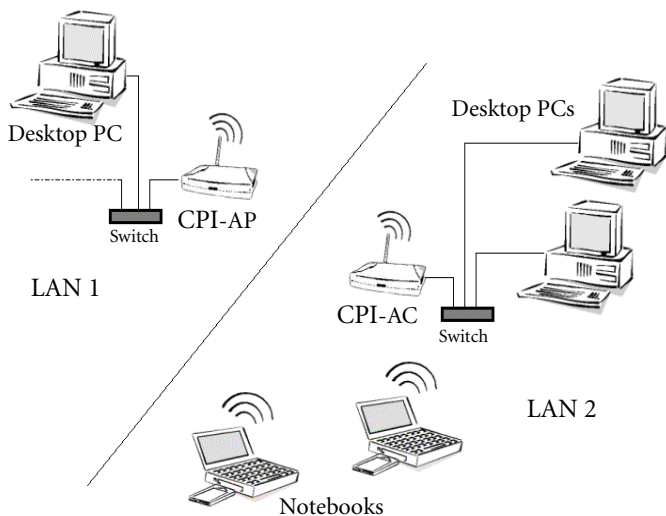 Desktop PC
CPI-AP
Switch
LAN 1
Desktop PCs
CPI-AC
Switch
LAN 2
Notebooks